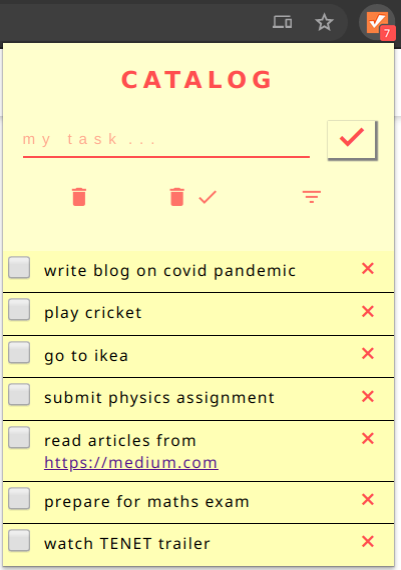 7
CATALOG
my task ...
write blog on covid pandemic
play cricket
go to ikea
submit physics assignment
read articles from
https://medium.com
prepare for maths exam
watch TENET trailer